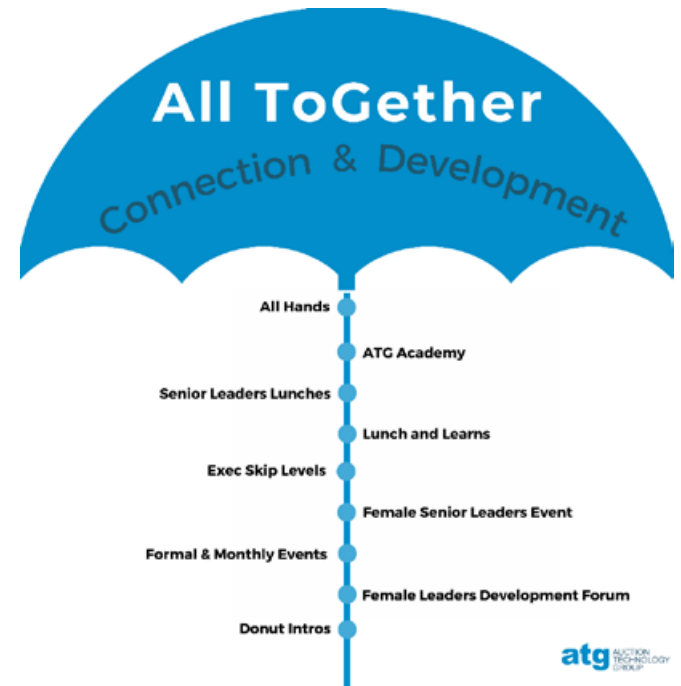 All ToGether
Connection & Development
All Hands
ATG Academy
Senior Leaders Lunches
Lunch and Learns
Exec Skip Levels
Female Senior Leaders Event
Formal & Monthly Events
Female Leaders Development Forum
Donut Intros
atg
AUCTION
TECHNOLOGY
GROUP